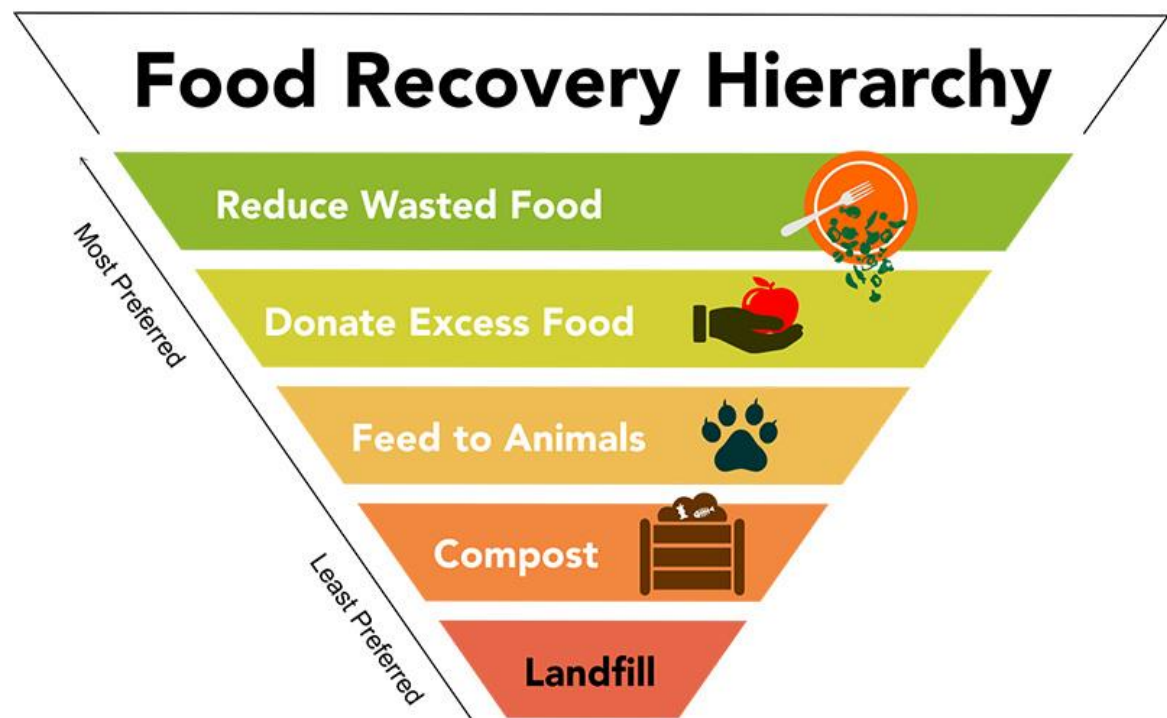 Food Recovery Hierarchy
Reduce Wasted Food
Most Preferred
Donate Excess Food
Feed to Animals
Compost
Least Preferred
Landfill